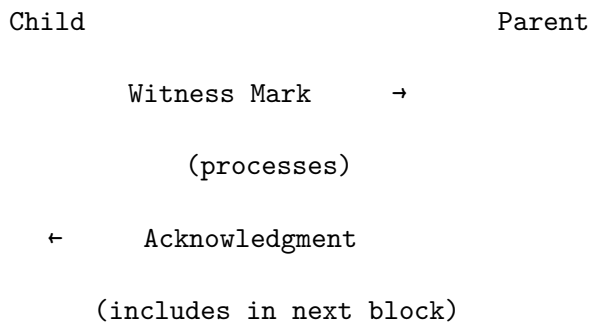 Child Parent
Witness Mark →
(processes)
← Acknowledgment
(includes in next block)